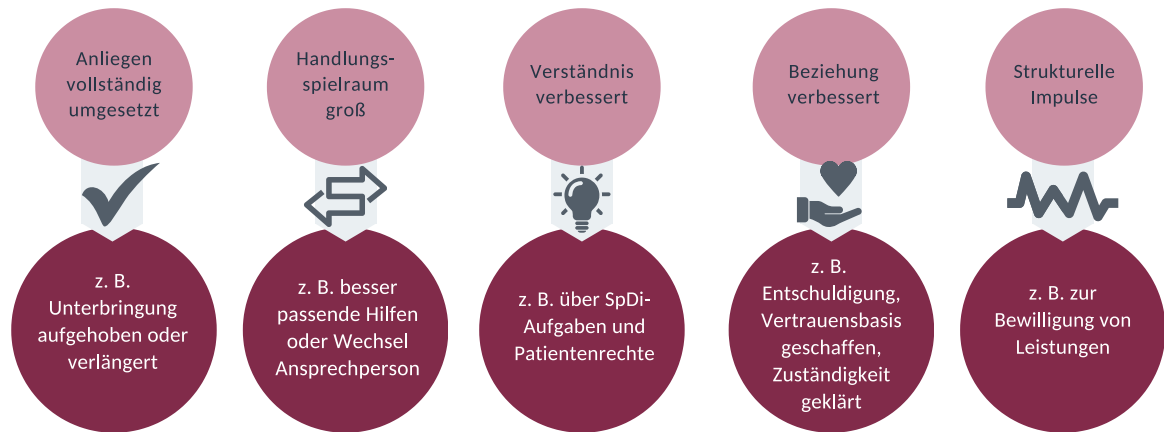 Anliegen
vollständig
umgesetzt
Handlungs-
spielraum
groß
Verständnis
verbessert
Beziehung
verbessert
Strukturelle
Impulse
z. B.
Unterbringung
aufgehoben oder
verlängert
z. B. besser
passende Hilfen
oder Wechsel
Ansprechperson
z. B. über SpDi-
Aufgaben und
Patientenrechte
z. B.
Entschuldigung,
Vertrauensbasis
geschaffen,
Zuständigkeit
geklärt
z. B. zur
Bewilligung von
Leistungen